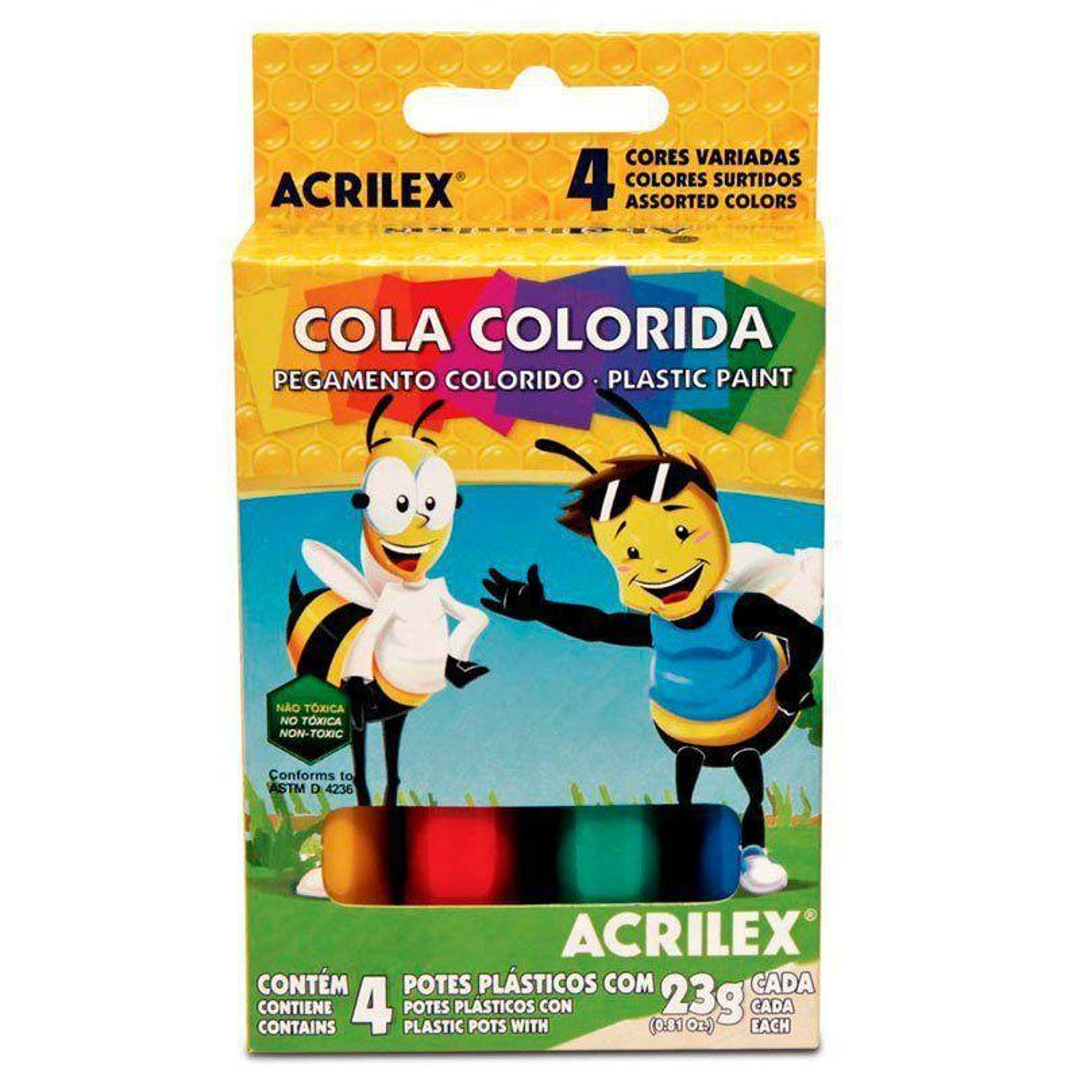 ACRILEX®
4 CORES VARIADAS
COLORES SURTIDOS
ASSORTED COLORS
COLA COLORIDA
PEGAMENTO COLORIDO · PLASTIC PAINT
NÃO TÓXICA
NO TÓXICA
NON-TOXIC
Conforms to
ASTM D 4236
ACRILEX®
CONTÉM 4 POTES PLÁSTICOS COM 23g CADA
CONTIENE POTES PLÁSTICOS CON CADA
CONTAINS PLASTIC POTS WITH (0.81 Oz.) EACH